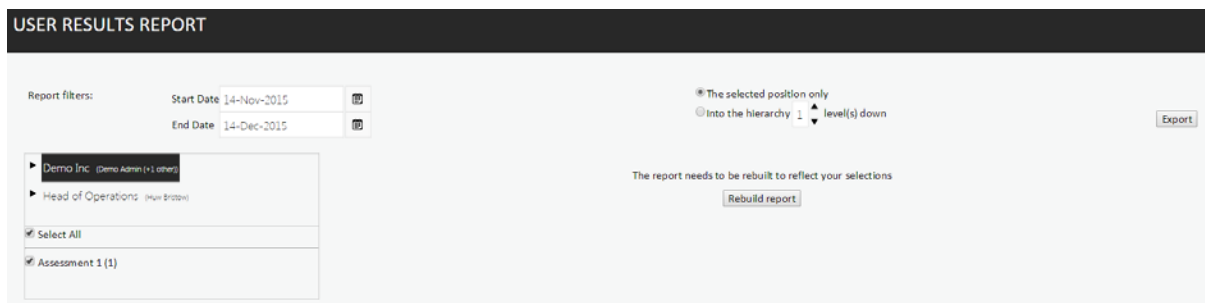 USER RESULTS REPORT
Report filters:
Start Date 14-Nov-2015
End Date 14-Dec-2015
The selected position only
Into the hierarchy 1 level(s) down
Export
Demo Inc (Demo Admin (+1 other))
Head of Operations (Huw Bristow)
Select All
Assessment 1 (1)
The report needs to be rebuilt to reflect your selections
Rebuild report